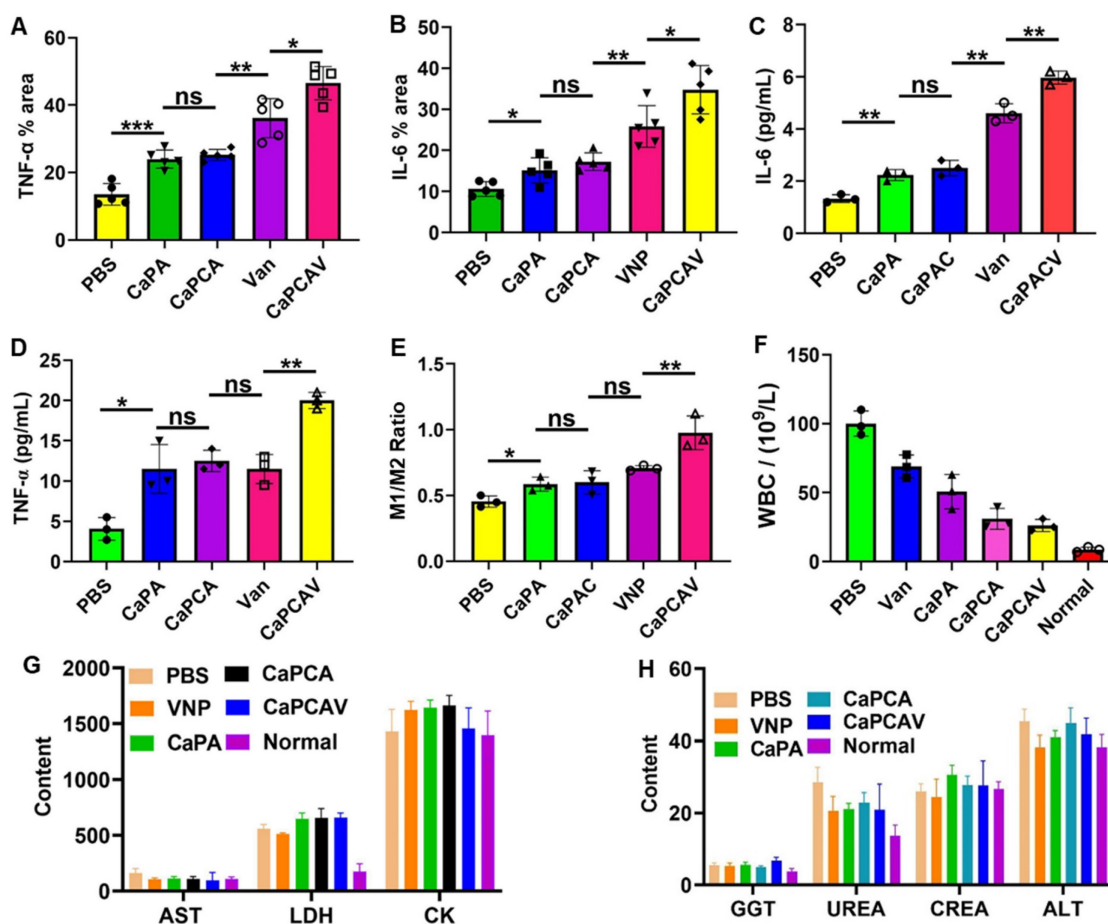 A
TNF-α % area
60
40
20
0
***
ns
**
*
PBS
CaPA
CaPCA
Van
CaPCAV
B
IL-6 % area
50
40
30
20
10
0
*
ns
**
*
PBS
CaPA
CaPCA
VNP
CaPCAV
C
IL-6 (pg/mL)
8
6
4
2
0
**
ns
**
**
PBS
CaPA
CaPAC
Van
CaPACV
D
TNF-α (pg/mL)
25
20
15
10
5
0
*
ns
ns
**
PBS
CaPA
CaPCA
Van
CaPCAV
E
M1/M2 Ratio
1.5
1.0
0.5
0.0
*
ns
ns
**
PBS
CaPA
CaPAC
VNP
CaPCAV
F
WBC / (10⁹/L)
150
100
50
0
PBS
Van
CaPA
CaPCA
CaPCAV
Normal
G
Content
2000
1500
1000
500
0
PBS
CaPCA
VNP
CaPCAV
CaPA
Normal
AST
LDH
CK
H
Content
60
40
20
0
PBS
CaPCA
VNP
CaPCAV
CaPA
Normal
GGT
UREA
CREA
ALT